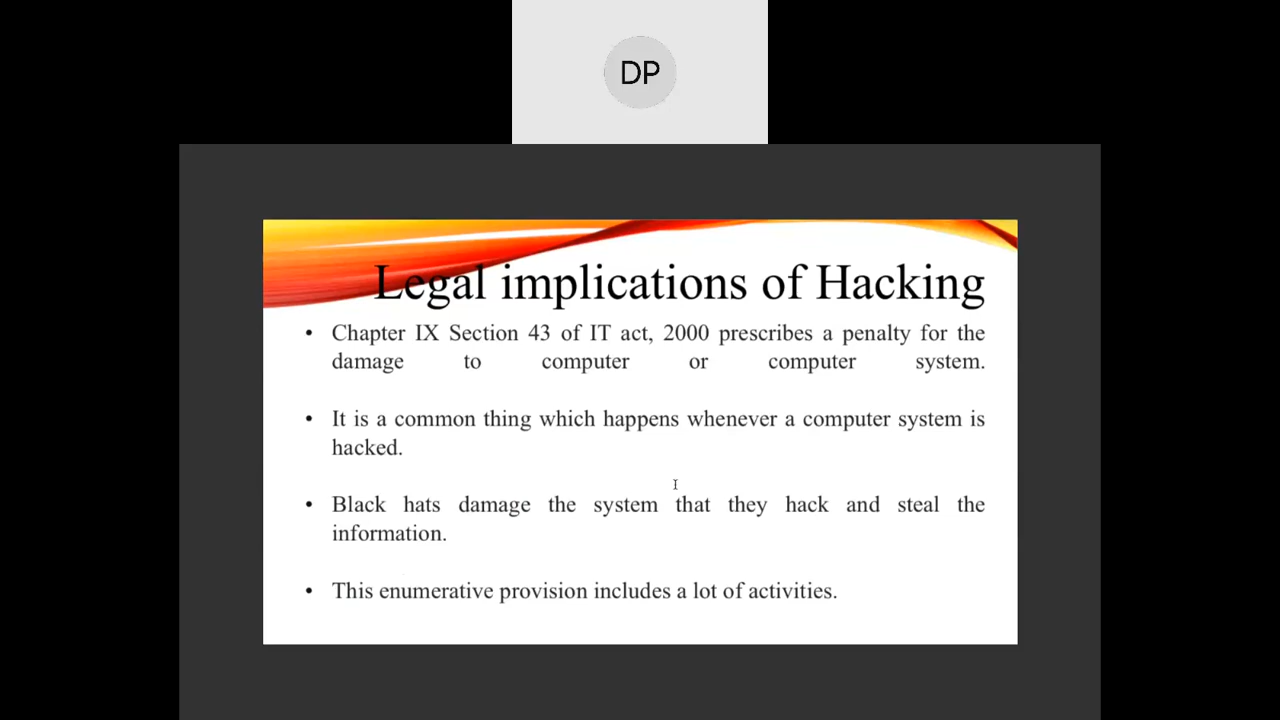 DP
Legal implications of Hacking
• Chapter IX Section 43 of IT act, 2000 prescribes a penalty for the
damage to computer or computer system.
• It is a common thing which happens whenever a computer system is
hacked.
• Black hats damage the system that they hack and steal the
information.
• This enumerative provision includes a lot of activities.